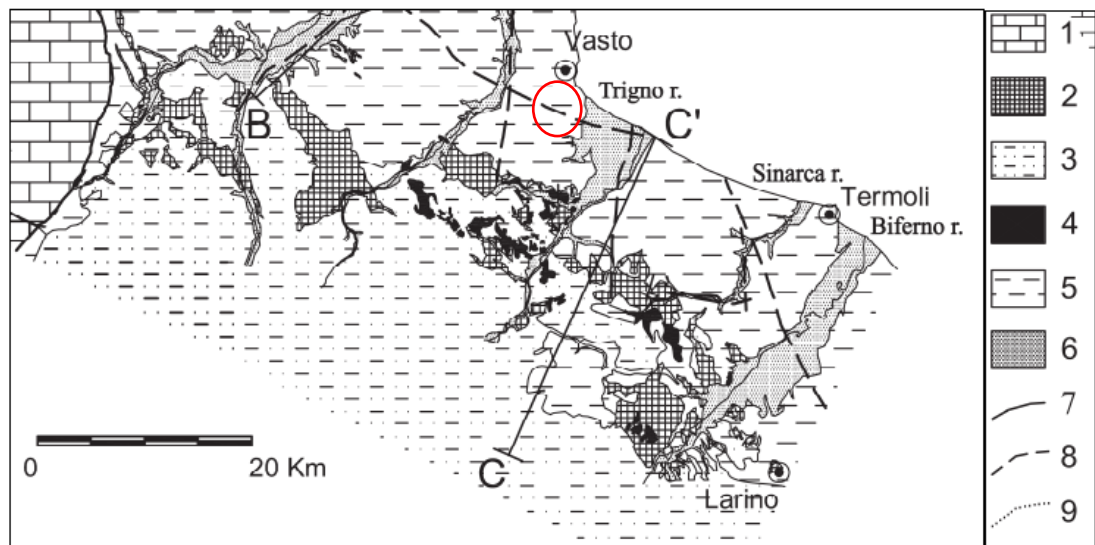 Vasto
Trigno r.
B
C'
Sinarca r.
Termoli
Biferno r.
0
20 Km
C
Larino
1
2
3
4
5
6
7
8
9